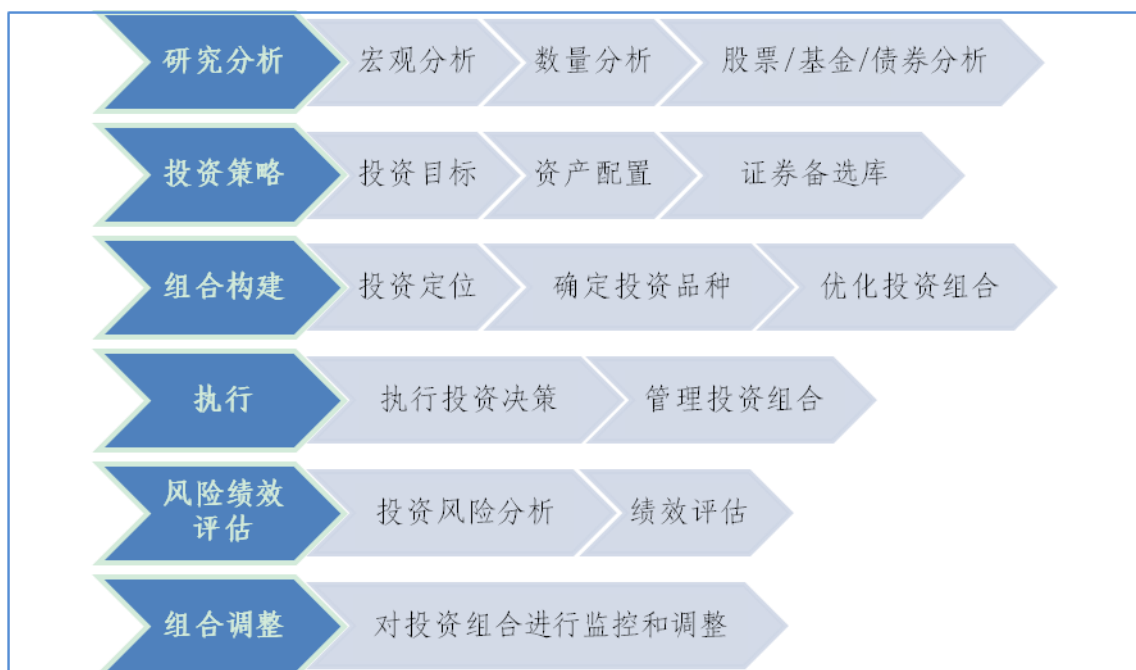 研究分析 宏观分析 数量分析 股票/基金/债券分析
投资策略 投资目标 资产配置 证券备选库
组合构建 投资定位 确定投资品种 优化投资组合
执行 执行投资决策 管理投资组合
风险绩效
评估 投资风险分析 绩效评估
组合调整 对投资组合进行监控和调整